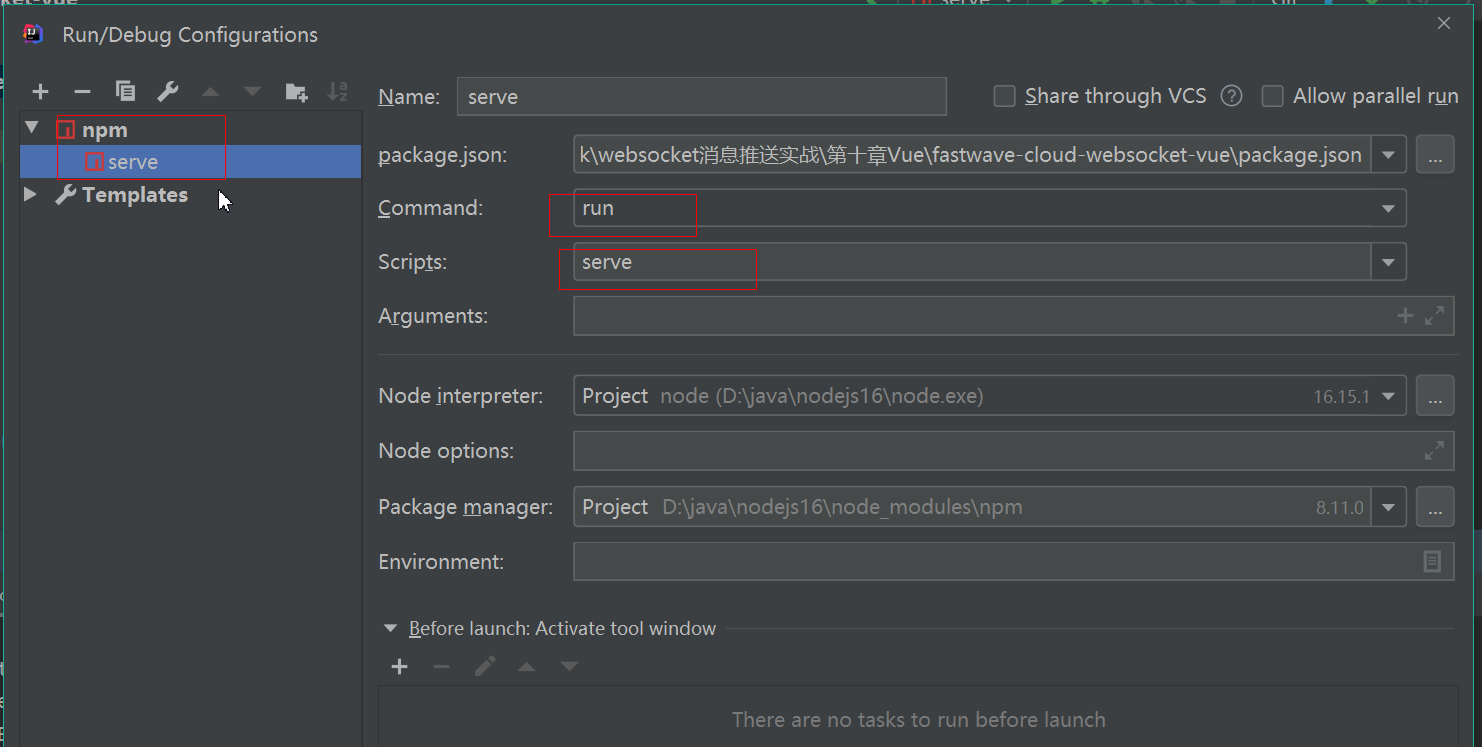 Run/Debug Configurations
npm
serve
Templates
Name: serve
Share through VCS
Allow parallel run
package.json: k\websocket消息推送实战\第十章Vue\fastwave-cloud-websocket-vue\package.json ...
Command: run
Scripts: serve
Arguments:
Node interpreter: Project node (D:\java\nodejs16\node.exe) 16.15.1 ...
Node options:
Package manager: Project D:\java\nodejs16\node_modules\npm 8.11.0 ...
Environment:
Before launch: Activate tool window
There are no tasks to run before launch